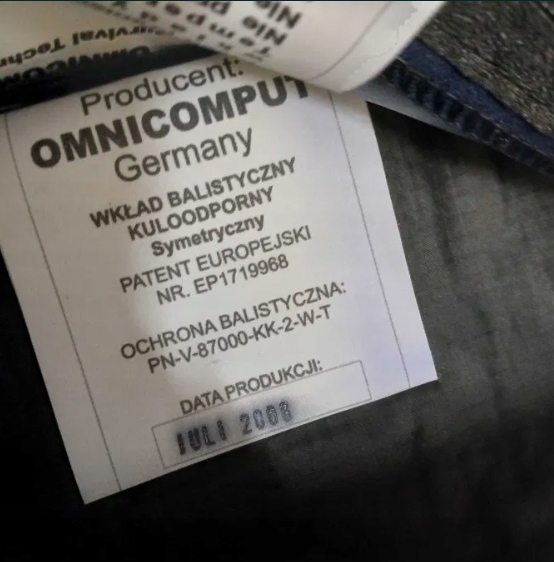 Producent:
OMNICOMPUT
Germany
WKŁAD BALISTYCZNY
KULOODPORNY
Symetryczny
PATENT EUROPEJSKI
NR. EP1719968
OCHRONA BALISTYCZNA:
PN-V-87000-KK-2-W-T
DATA PRODUKCJI:
JULI 2008